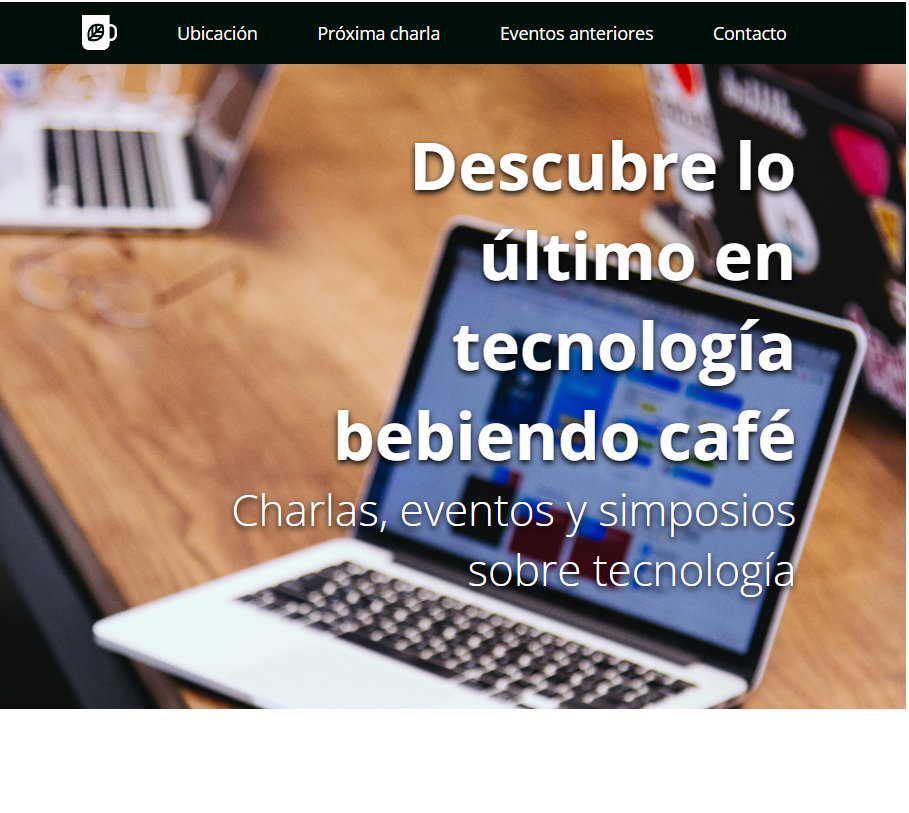 Ubicación Próxima charla Eventos anteriores Contacto
Descubre lo
último en
tecnología
bebiendo café
Charlas, eventos y simposios
sobre tecnología